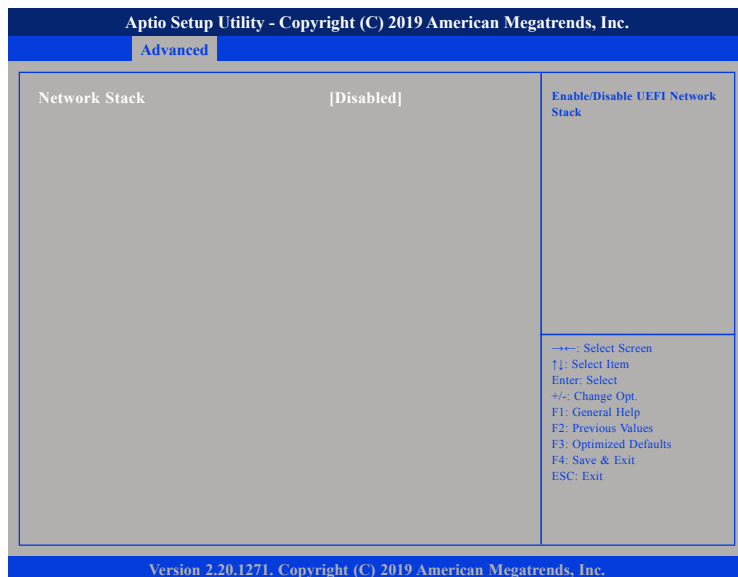 Aptio Setup Utility - Copyright (C) 2019 American Megatrends, Inc.
Advanced
Network Stack [Disabled]
Enable/Disable UEFI Network
Stack
→←: Select Screen
↑↓: Select Item
Enter: Select
+/-: Change Opt.
F1: General Help
F2: Previous Values
F3: Optimized Defaults
F4: Save & Exit
ESC: Exit
Version 2.20.1271. Copyright (C) 2019 American Megatrends, Inc.